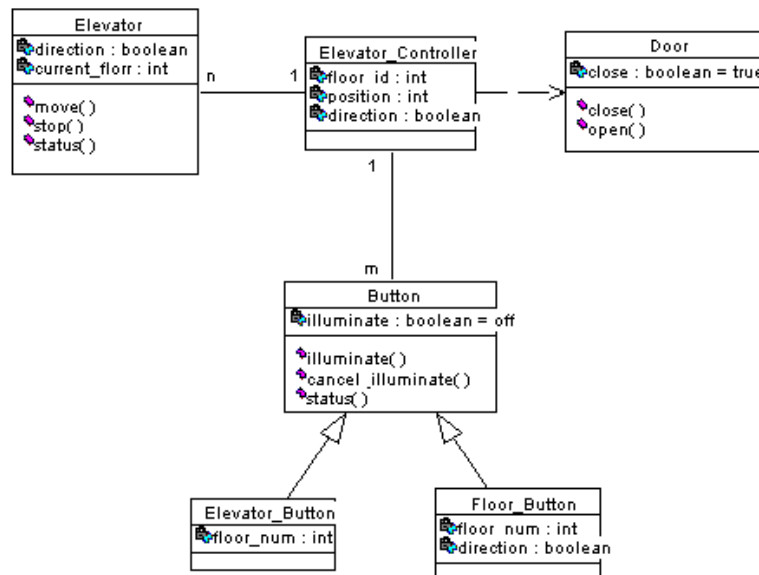 Elevator
direction : boolean
current_florr : int
move( )
stop( )
status( )
n
1
Elevator_Controller
floor_id : int
position : int
direction : boolean
Door
close : boolean = true
close( )
open( )
1
m
Button
illuminate : boolean = off
illuminate( )
cancel_illuminate( )
status( )
Elevator_Button
floor_num : int
Floor_Button
floor_num : int
direction : boolean